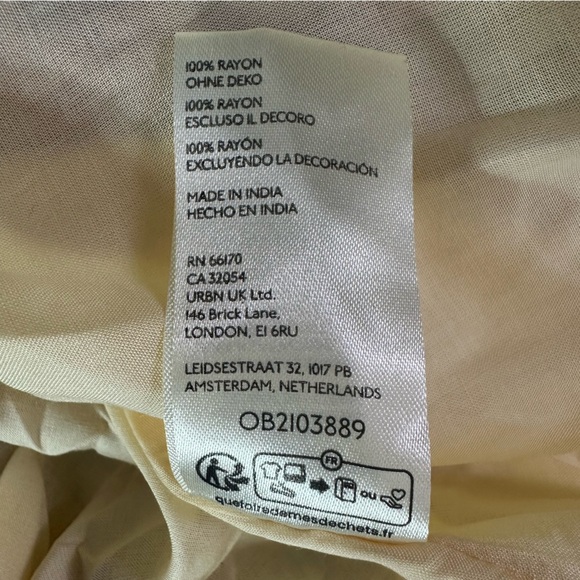 100% RAYON
OHNE DEKO
100% RAYON
ESCLUSO IL DECORO
100% RAYÓN
EXCLUYENDO LA DECORACIÓN
MADE IN INDIA
HECHO EN INDIA
RN 66170
CA 32054
URBN UK Ltd.
146 Brick Lane,
LONDON, E1 6RU
LEIDSESTRAAT 32, 1017 PB
AMSTERDAM, NETHERLANDS
OB2103889
FR
ou
quefairedemesdechets.fr